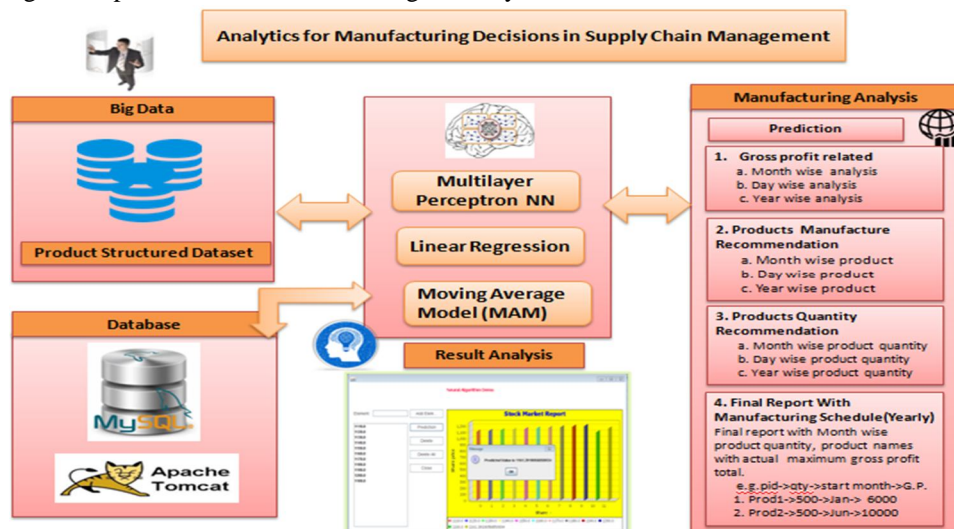 Analytics for Manufacturing Decisions in Supply Chain Management
Big Data
Product Structured Dataset
Database
MySQL
Apache
Tomcat
Multilayer
Perceptron NN
Linear Regression
Moving Average
Model (MAM)
Result Analysis
Stock Market Report
Manufacturing Analysis
Prediction
1. Gross profit related
a. Month wise analysis
b. Day wise analysis
c. Year wise analysis
2. Products Manufacture
Recommendation
a. Month wise product
b. Day wise product
c. Year wise product
3. Products Quantity
Recommendation
a. Month wise product quantity
b. Day wise product quantity
c. Year wise product quantity
4. Final Report With
Manufacturing Schedule(Yearly)
Final report with Month wise
product quantity, product names
with actual maximum gross profit
total.
e.g.pid->qty->start month->G.P.
1. Prod1->500->Jan-> 6000
2. Prod2->500->Jun->10000